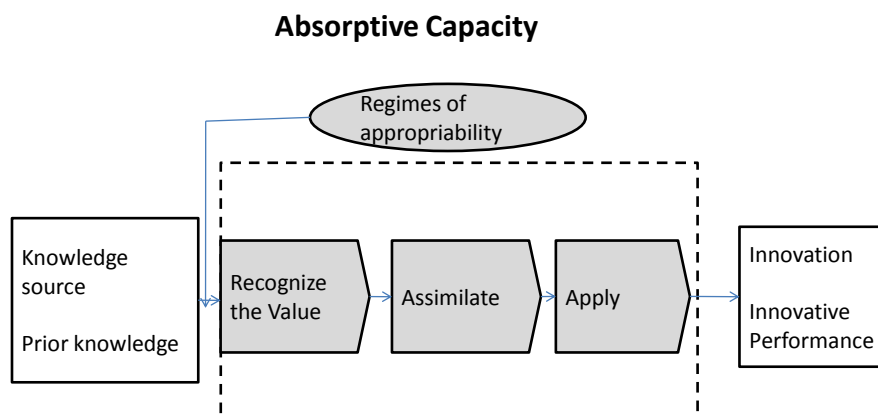 Absorptive Capacity
Regimes of
appropriability
Knowledge
source
Prior knowledge
Recognize
the Value
Assimilate
Apply
Innovation
Innovative
Performance